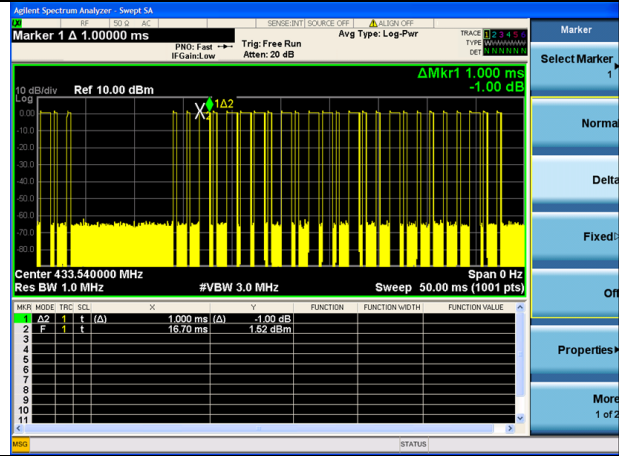 Agilent Spectrum Analyzer - Swept SA
RF 50 Ω AC SENSE:INT SOURCE OFF ALIGN OFF
Marker 1 Δ 1.00000 ms
PNO: Fast
IFGain:Low
Trig: Free Run
Atten: 20 dB
Avg Type: Log-Pwr
TRACE 1 2 3 4 5 6
TYPE
DET N N N N N N
ΔMkr1 1.000 ms
-1.00 dB
10 dB/div Ref 10.00 dBm
Log
1Δ2
0.00
-10.0
-20.0
-30.0
-40.0
-50.0
-60.0
-70.0
-80.0
Center 433.540000 MHz Span 0 Hz
Res BW 1.0 MHz #VBW 3.0 MHz Sweep 50.00 ms (1001 pts)
MKR MODE TRC SCL X Y FUNCTION FUNCTION WIDTH FUNCTION VALUE
1 Δ2 1 t (Δ) 1.000 ms (Δ) -1.00 dB
2 F 1 t 16.70 ms 1.52 dBm
3
4
5
6
7
8
9
10
11
MSG STATUS
Marker
Select Marker
1
Norma
Delta
Fixed
Off
Properties
More
1 of 2